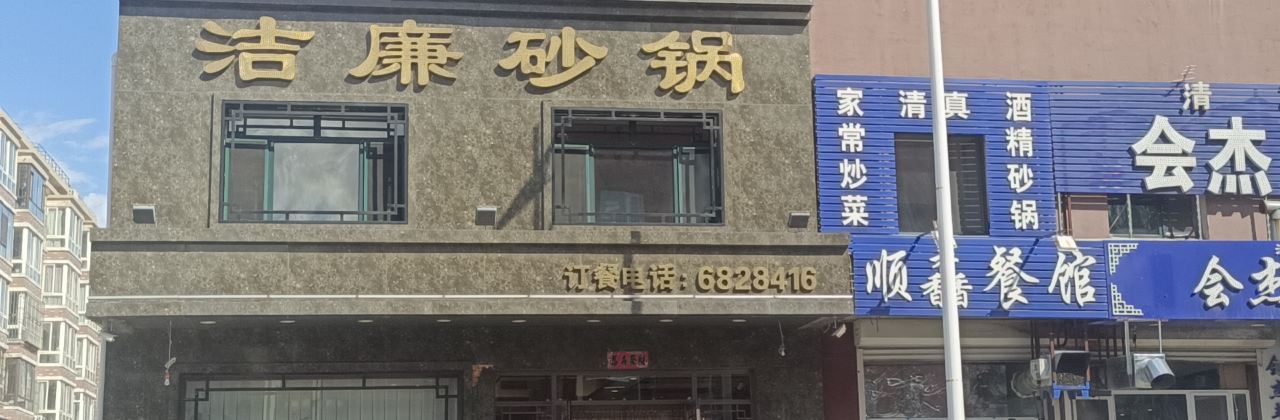 洁廉砂锅
订餐电话：6828416
家常炒菜
清真
酒精砂锅
顺馨餐馆
清
会杰
会杰